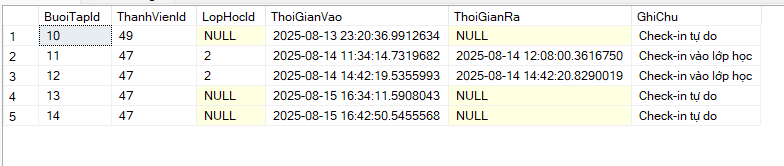 BuoiTapId ThanhVienId LopHocId ThoiGianVao ThoiGianRa GhiChu
1 10 49 NULL 2025-08-13 23:20:36.9912634 NULL Check-in tự do
2 11 47 2 2025-08-14 11:34:14.7319682 2025-08-14 12:08:00.3616750 Check-in vào lớp học
3 12 47 2 2025-08-14 14:42:19.5355993 2025-08-14 14:42:20.8290019 Check-in vào lớp học
4 13 47 NULL 2025-08-15 16:34:11.5908043 NULL Check-in tự do
5 14 47 NULL 2025-08-15 16:42:50.5455568 NULL Check-in tự do